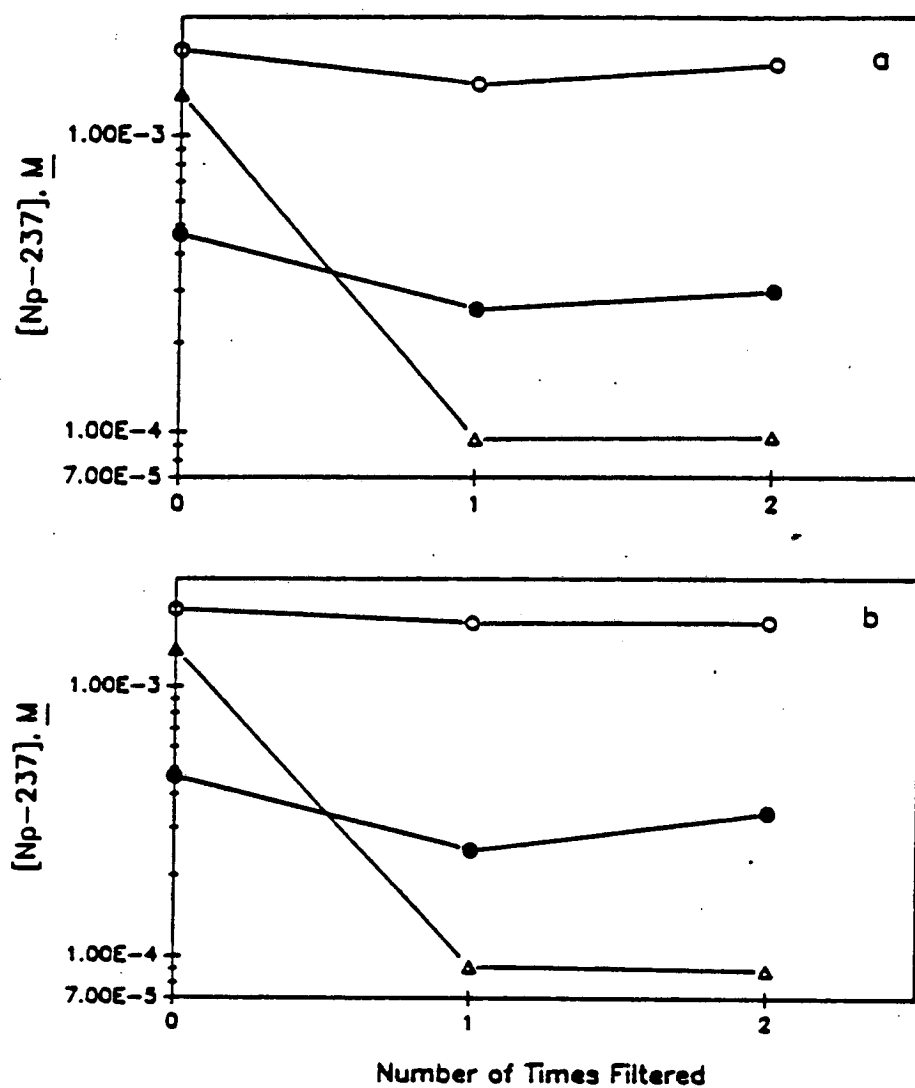 a
[Np-237], M
1.00E-3
1.00E-4
7.00E-5
0 1 2
b
[Np-237], M
1.00E-3
1.00E-4
7.00E-5
0 1 2
Number of Times Filtered